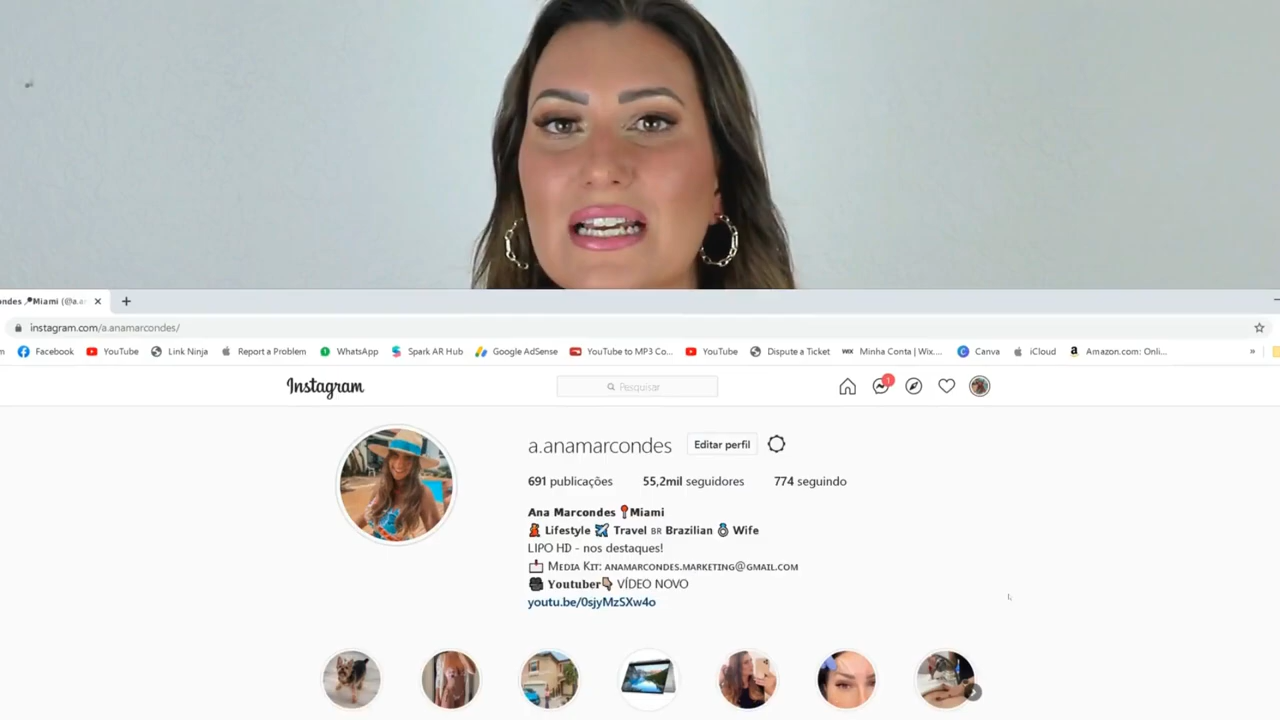 ondes 📍Miami (@a.a
instagram.com/a.anamarcondes/
Facebook YouTube Link Ninja Report a Problem WhatsApp Spark AR Hub Google AdSense YouTube to MP3 Co... YouTube Dispute a Ticket WIX Minha Conta | Wix.... Canva iCloud Amazon.com: Onli... »
Instagram Pesquisar 1
a.anamarcondes Editar perfil
691 publicações 55,2mil seguidores 774 seguindo
Ana Marcondes 📍Miami
Lifestyle ✈️ Travel BR Brazilian 💍 Wife
LIPO HD - nos destaques!
📩 Media Kit: anamarcondes.marketing@gmail.com
🎥 Youtuber👇🏽 VÍDEO NOVO
youtu.be/0sjyMzSXw4o